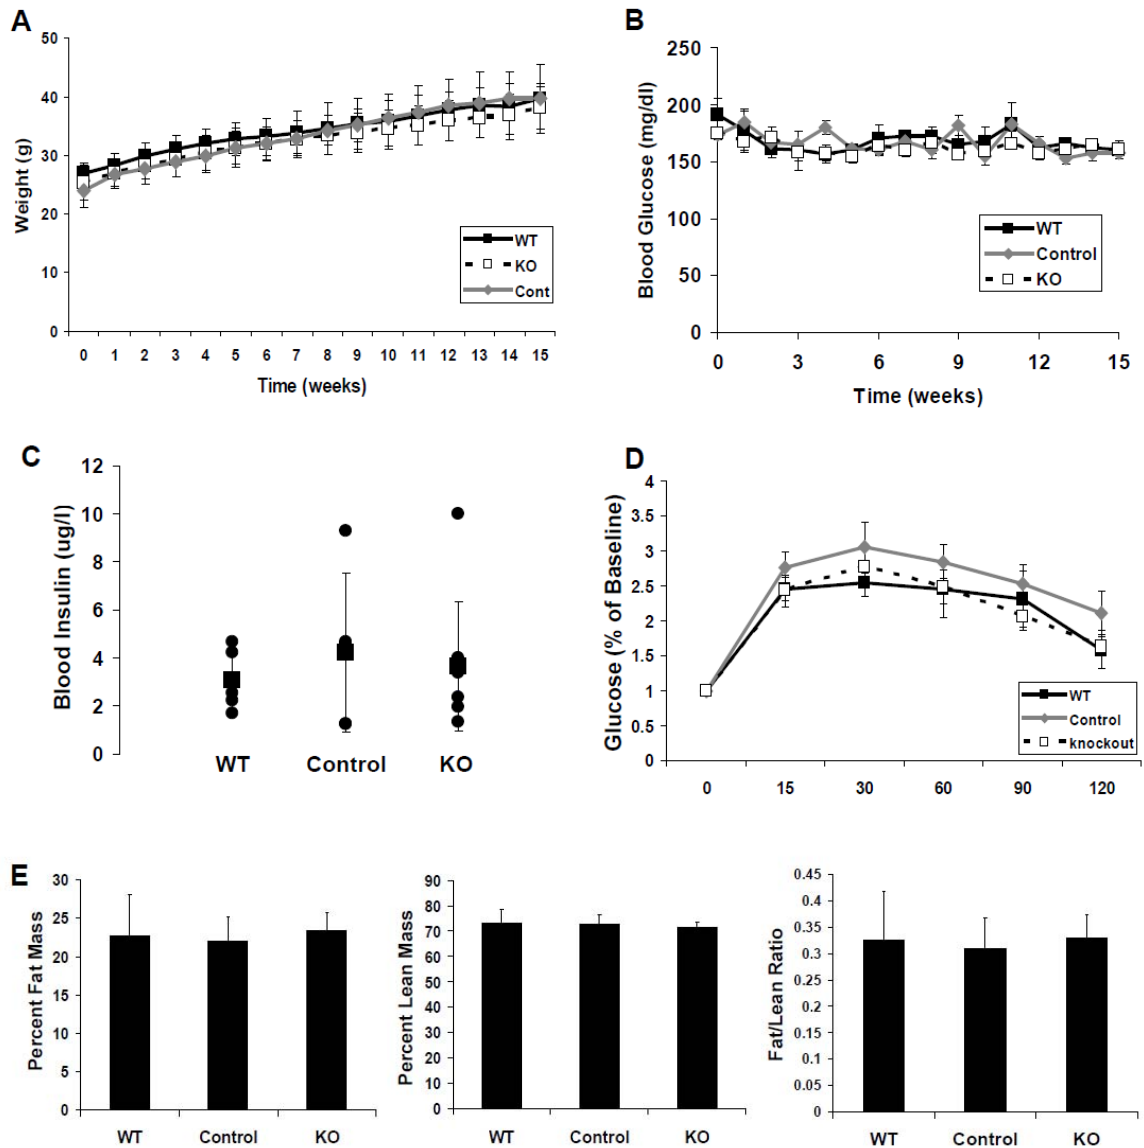 A
Weight (g)
50
40
30
20
10
0
0 1 2 3 4 5 6 7 8 9 10 11 12 13 14 15
Time (weeks)
WT
KO
Cont
B
Blood Glucose (mg/dl)
250
200
150
100
50
0
0 3 6 9 12 15
Time (weeks)
WT
Control
KO
C
Blood Insulin (ug/l)
12
10
8
6
4
2
0
WT Control KO
D
Glucose (% of Baseline)
4
3.5
3
2.5
2
1.5
1
0.5
0
0 15 30 60 90 120
WT
Control
knockout
E
Percent Fat Mass
30
25
20
15
10
5
0
WT Control KO
Percent Lean Mass
90
80
70
60
50
40
30
20
10
0
WT Control KO
Fat/Lean Ratio
0.45
0.4
0.35
0.3
0.25
0.2
0.15
0.1
0.05
0
WT Control KO